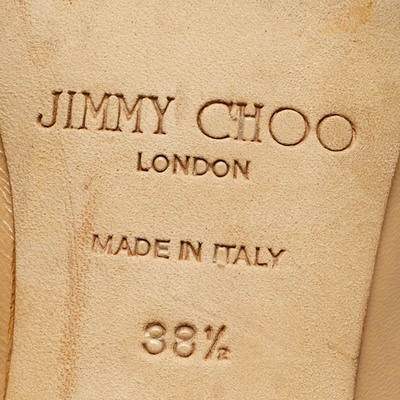 JIMMY CHOO
LONDON
MADE IN ITALY
38½